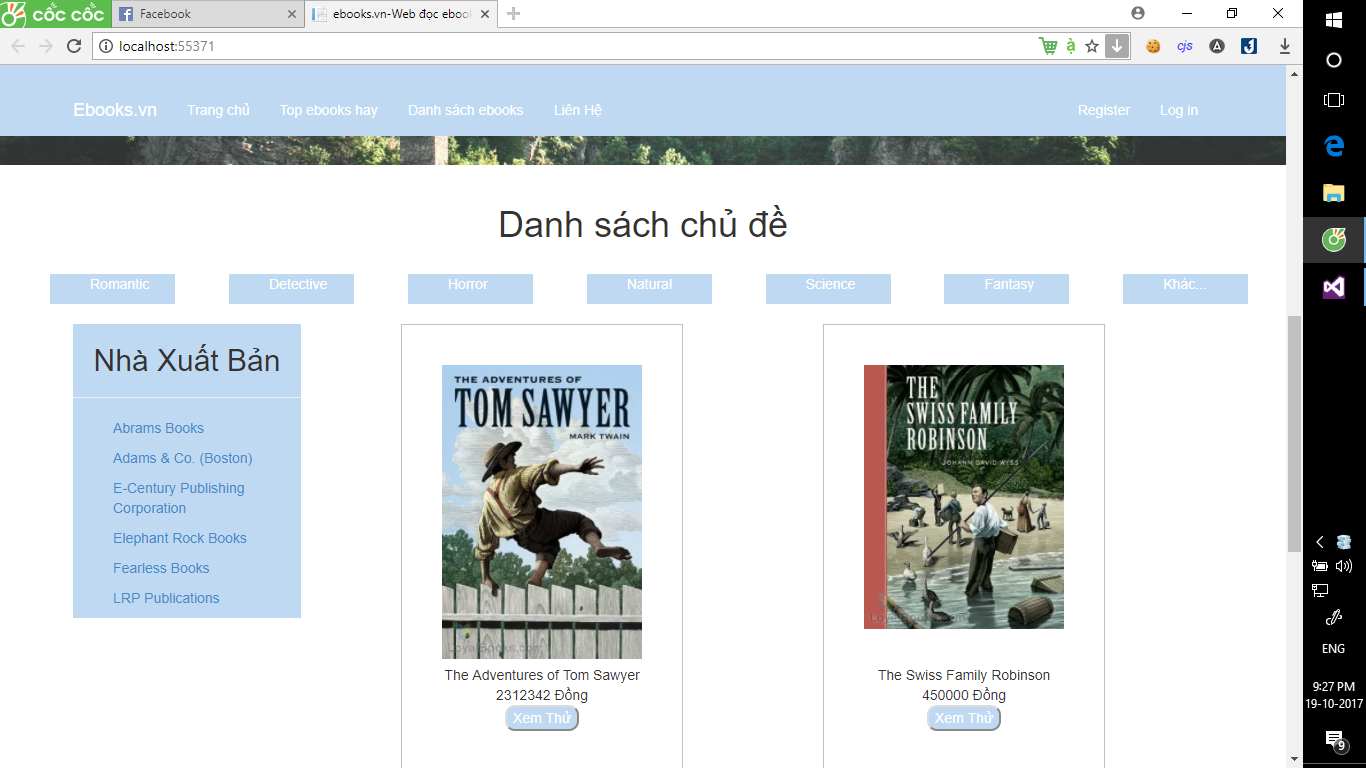 cốc cốc
Facebook
ebooks.vn-Web đọc eboo
localhost:55371
à
cjs
A
Ebooks.vn Trang chủ Top ebooks hay Danh sách ebooks Liên Hệ Register Log in
Danh sách chủ đề
Romantic Detective Horror Natural Science Fantasy Khác...
Nhà Xuất Bản
Abrams Books
Adams & Co. (Boston)
E-Century Publishing
Corporation
Elephant Rock Books
Fearless Books
LRP Publications
THE ADVENTURES OF
TOM SAWYER
MARK TWAIN
LoyalBooks.com
The Adventures of Tom Sawyer
2312342 Đồng
Xem Thử
THE
SWISS FAMILY
ROBINSON
JOHANN DAVID WYSS
LoyalBooks.com
The Swiss Family Robinson
450000 Đồng
Xem Thử
ENG
9:27 PM
19-10-2017
9